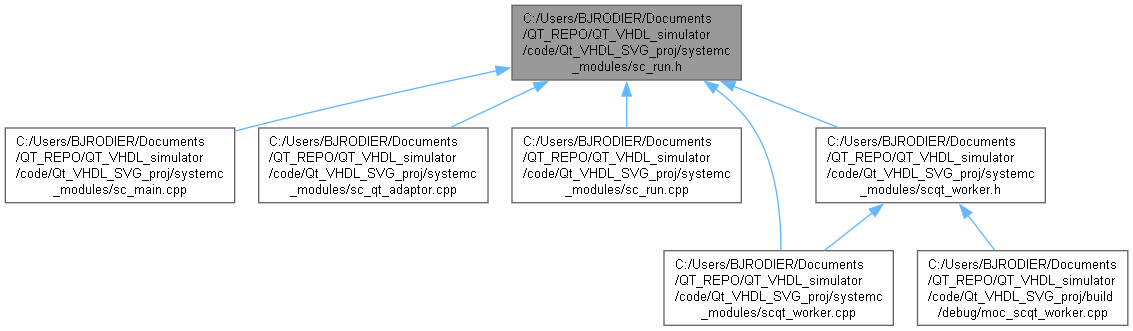 C:/Users/BJRODIER/Documents
/QT_REPO/QT_VHDL_simulator
/code/Qt_VHDL_SVG_proj/systemc
_modules/sc_run.h
C:/Users/BJRODIER/Documents
/QT_REPO/QT_VHDL_simulator
/code/Qt_VHDL_SVG_proj/systemc
_modules/sc_main.cpp
C:/Users/BJRODIER/Documents
/QT_REPO/QT_VHDL_simulator
/code/Qt_VHDL_SVG_proj/systemc
_modules/sc_qt_adaptor.cpp
C:/Users/BJRODIER/Documents
/QT_REPO/QT_VHDL_simulator
/code/Qt_VHDL_SVG_proj/systemc
_modules/sc_run.cpp
C:/Users/BJRODIER/Documents
/QT_REPO/QT_VHDL_simulator
/code/Qt_VHDL_SVG_proj/systemc
_modules/scqt_worker.h
C:/Users/BJRODIER/Documents
/QT_REPO/QT_VHDL_simulator
/code/Qt_VHDL_SVG_proj/systemc
_modules/scqt_worker.cpp
C:/Users/BJRODIER/Documents
/QT_REPO/QT_VHDL_simulator
/code/Qt_VHDL_SVG_proj/build
/debug/moc_scqt_worker.cpp